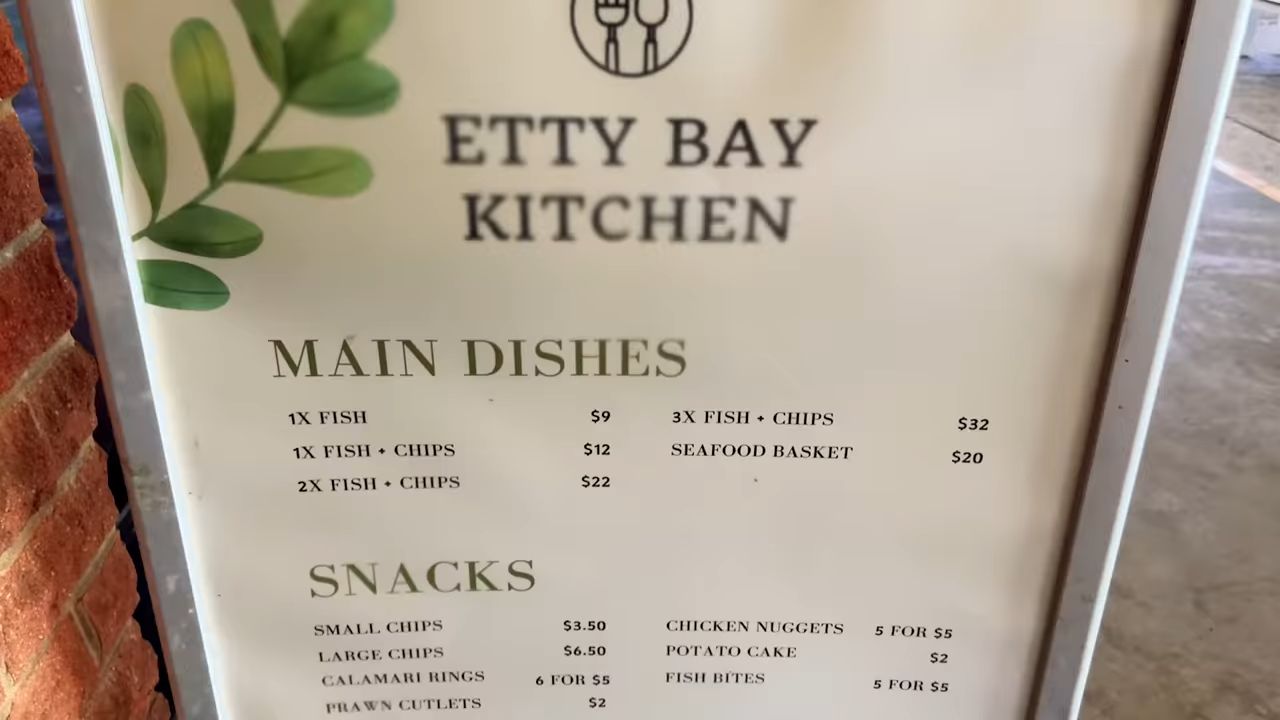 ETTY BAY
KITCHEN
MAIN DISHES
1X FISH $9
1X FISH + CHIPS $12
2X FISH + CHIPS $22
3X FISH + CHIPS $32
SEAFOOD BASKET $20
SNACKS
SMALL CHIPS $3.50
LARGE CHIPS $6.50
CALAMARI RINGS 6 FOR $5
PRAWN CUTLETS $2
CHICKEN NUGGETS 5 FOR $5
POTATO CAKE $2
FISH BITES 5 FOR $5